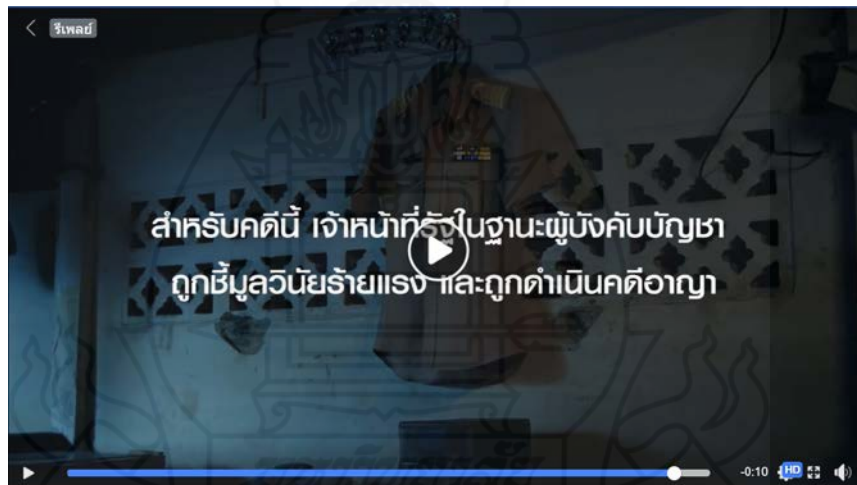 รีเพลย์
สำหรับคดีนี้ เจ้าหน้าที่รัฐในฐานะผู้บังคับบัญชา
ถูกชี้มูลวินัยร้ายแรง และถูกดำเนินคดีอาญา
-0:10 HD